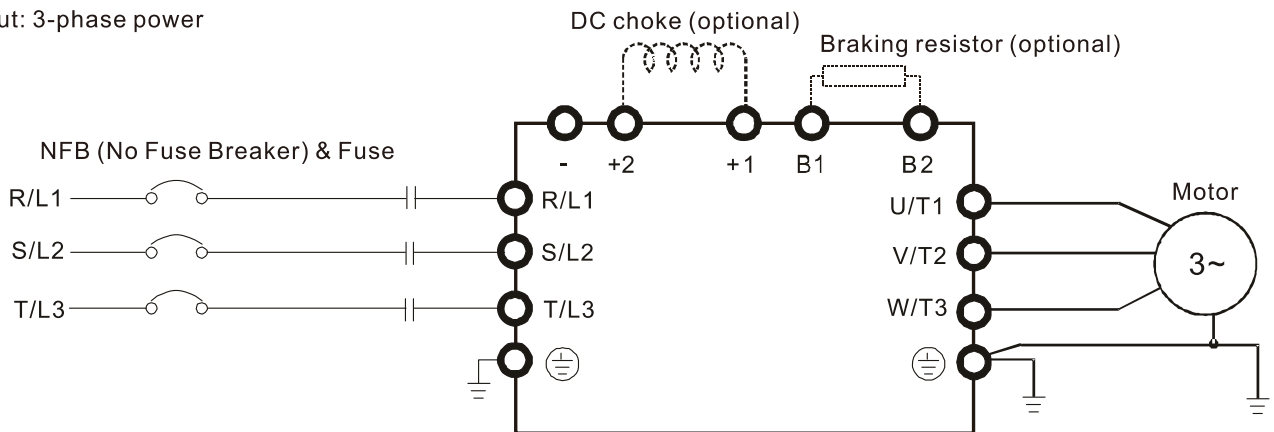 3-phase power
DC choke (optional)
Braking resistor (optional)
NFB (No Fuse Breaker) & Fuse
- +2 +1 B1 B2
Motor
R/L1 R/L1 U/T1
S/L2 S/L2 V/T2 3~
T/L3 T/L3 W/T3